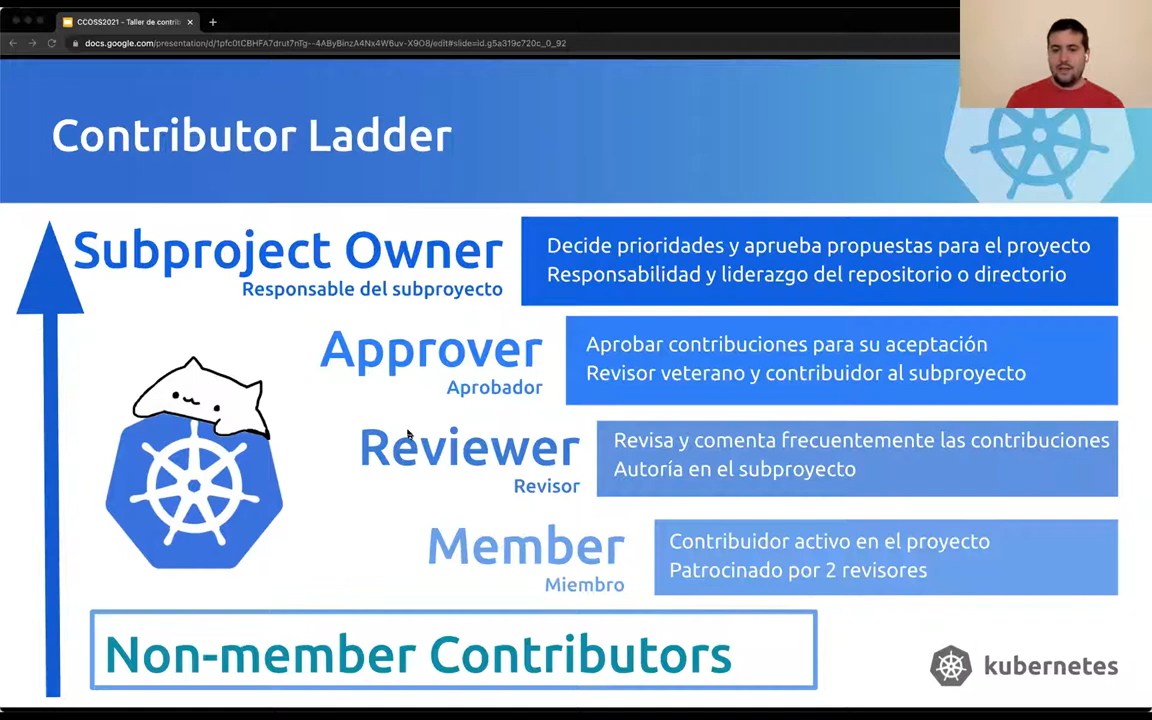 CCOSS2021 - Taller de contrib
docs.google.com/presentation/d/1pfc0tCBHFA7drut7nTg--4AByBinzA4Nx4W6uv-X9O8/edit#slide=id.g5a319c720c_0_92
Contributor Ladder
Subproject Owner
Responsable del subproyecto
Decide prioridades y aprueba propuestas para el proyecto
Responsabilidad y liderazgo del repositorio o directorio
Approver
Aprobador
Aprobar contribuciones para su aceptación
Revisor veterano y contribuidor al subproyecto
Reviewer
Revisor
Revisa y comenta frecuentemente las contribuciones
Autoría en el subproyecto
Member
Miembro
Contribuidor activo en el proyecto
Patrocinado por 2 revisores
Non-member Contributors
kubernetes